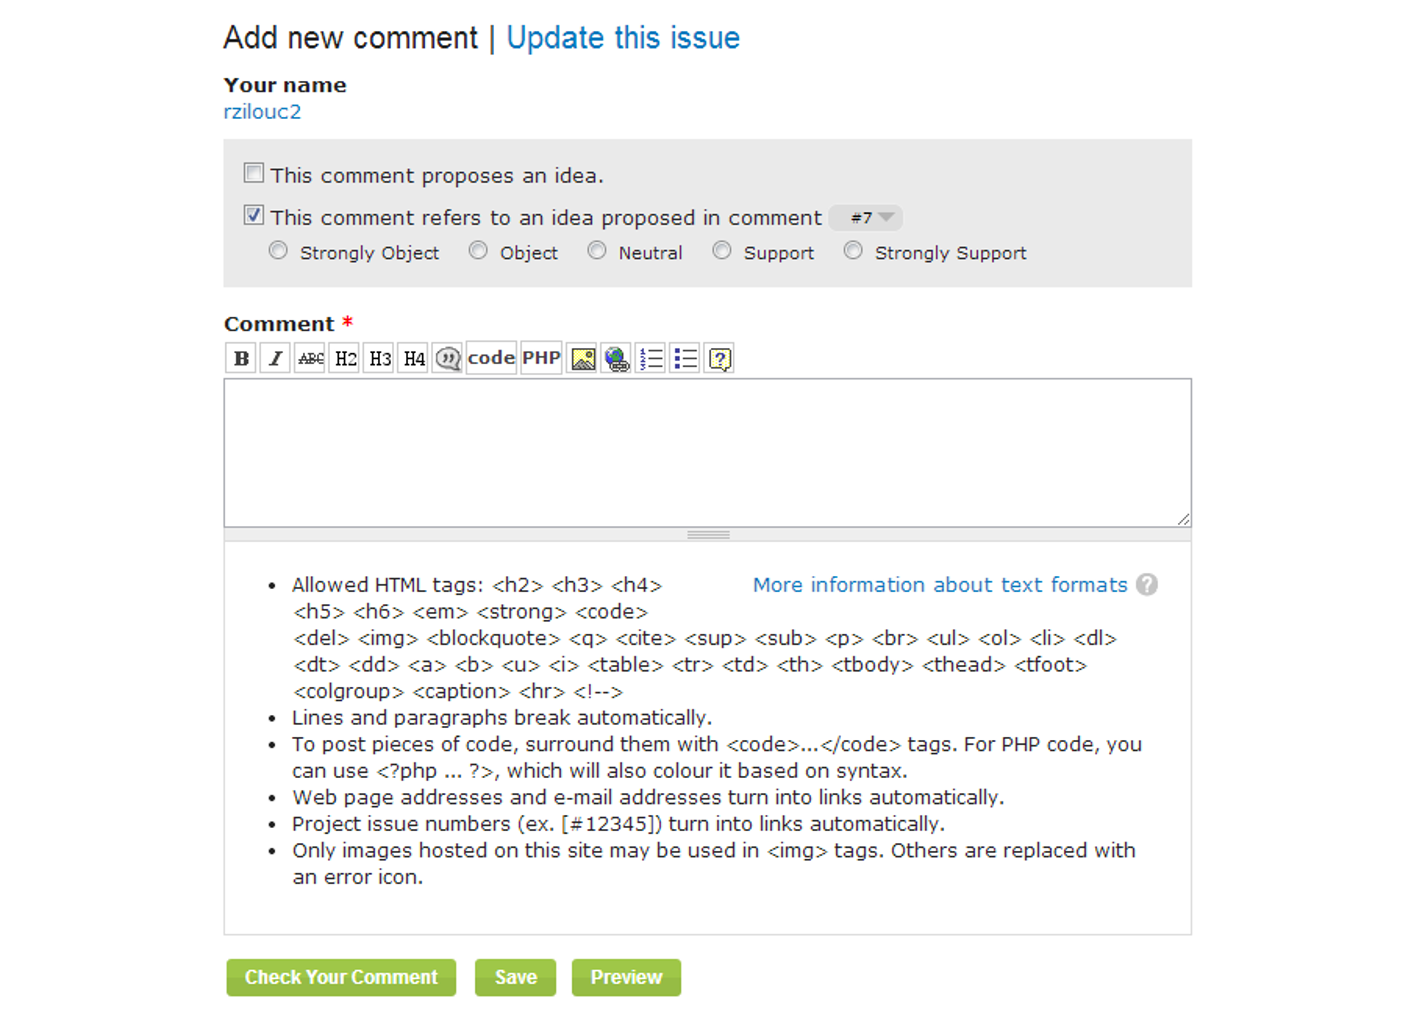 Add new comment | Update this issue
Your name
rzilouc2
This comment proposes an idea.
This comment refers to an idea proposed in comment #7
Strongly Object Object Neutral Support Strongly Support
Comment *
B I ABC H2 H3 H4 code PHP
Allowed HTML tags: <h2> <h3> <h4> More information about text formats
<h5> <h6> <em> <strong> <code>
<del> <img> <blockquote> <q> <cite> <sup> <sub> <p> <br> <ul> <ol> <li> <dl>
<dt> <dd> <a> <b> <u> <i> <table> <tr> <td> <th> <tbody> <thead> <tfoot>
<colgroup> <caption> <hr> <!-->
Lines and paragraphs break automatically.
To post pieces of code, surround them with <code>...</code> tags. For PHP code, you
can use <?php ... ?>, which will also colour it based on syntax.
Web page addresses and e-mail addresses turn into links automatically.
Project issue numbers (ex. [#12345]) turn into links automatically.
Only images hosted on this site may be used in <img> tags. Others are replaced with
an error icon.
Check Your Comment Save Preview